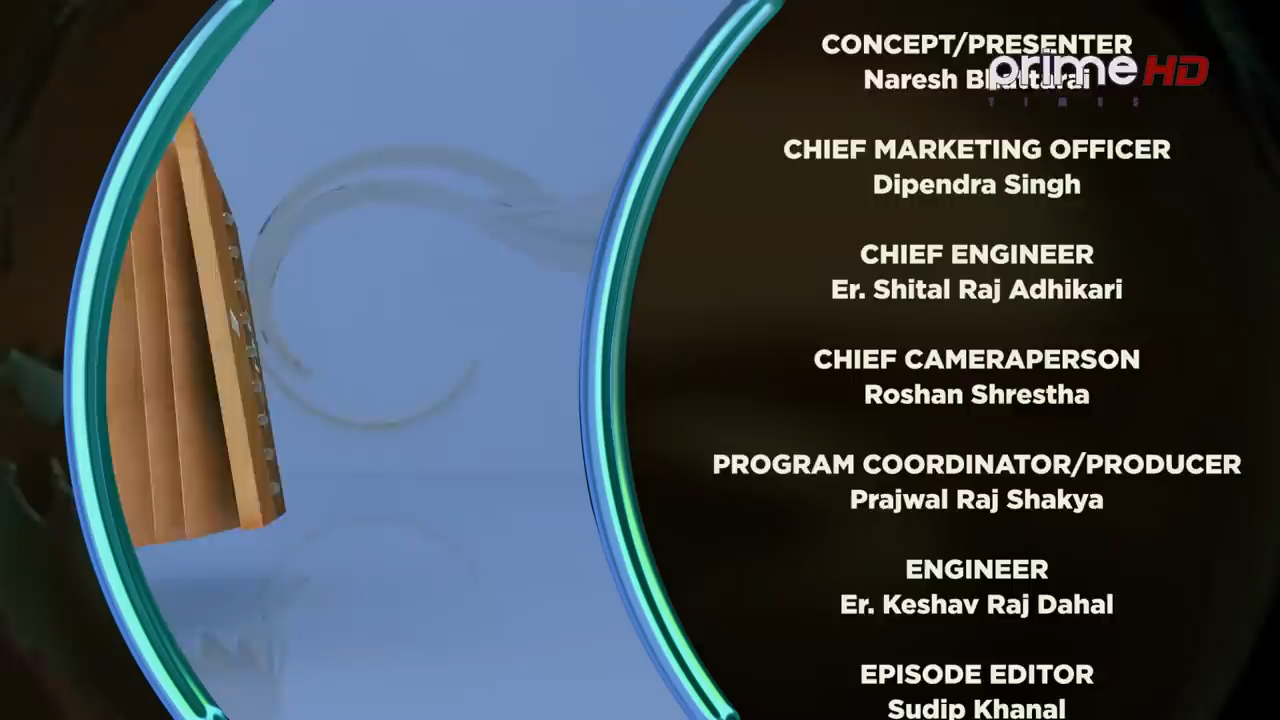 CONCEPT/PRESENTER
Naresh Bhattarai
prime HD
TIMES
CHIEF MARKETING OFFICER
Dipendra Singh
CHIEF ENGINEER
Er. Shital Raj Adhikari
CHIEF CAMERAPERSON
Roshan Shrestha
PROGRAM COORDINATOR/PRODUCER
Prajwal Raj Shakya
ENGINEER
Er. Keshav Raj Dahal
EPISODE EDITOR
Sudip Khanal